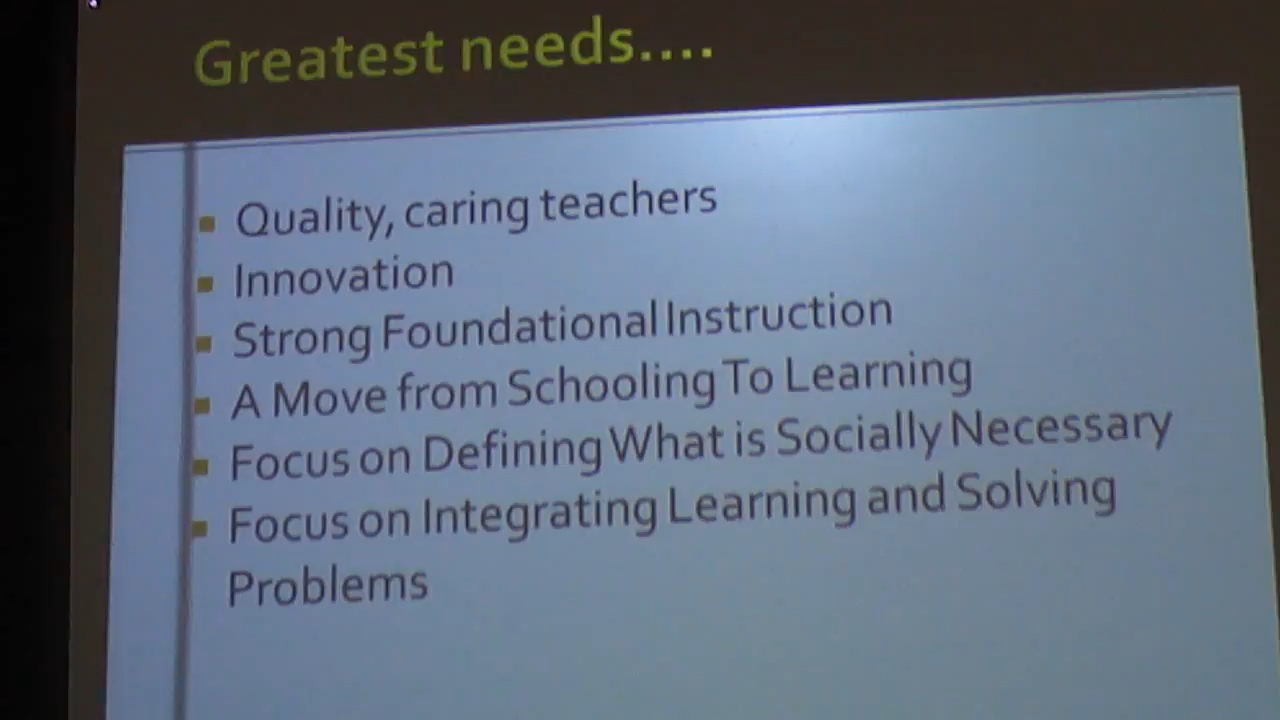 Greatest needs....
Quality, caring teachers
Innovation
Strong Foundational Instruction
A Move from Schooling To Learning
Focus on Defining What is Socially Necessary
Focus on Integrating Learning and Solving
Problems